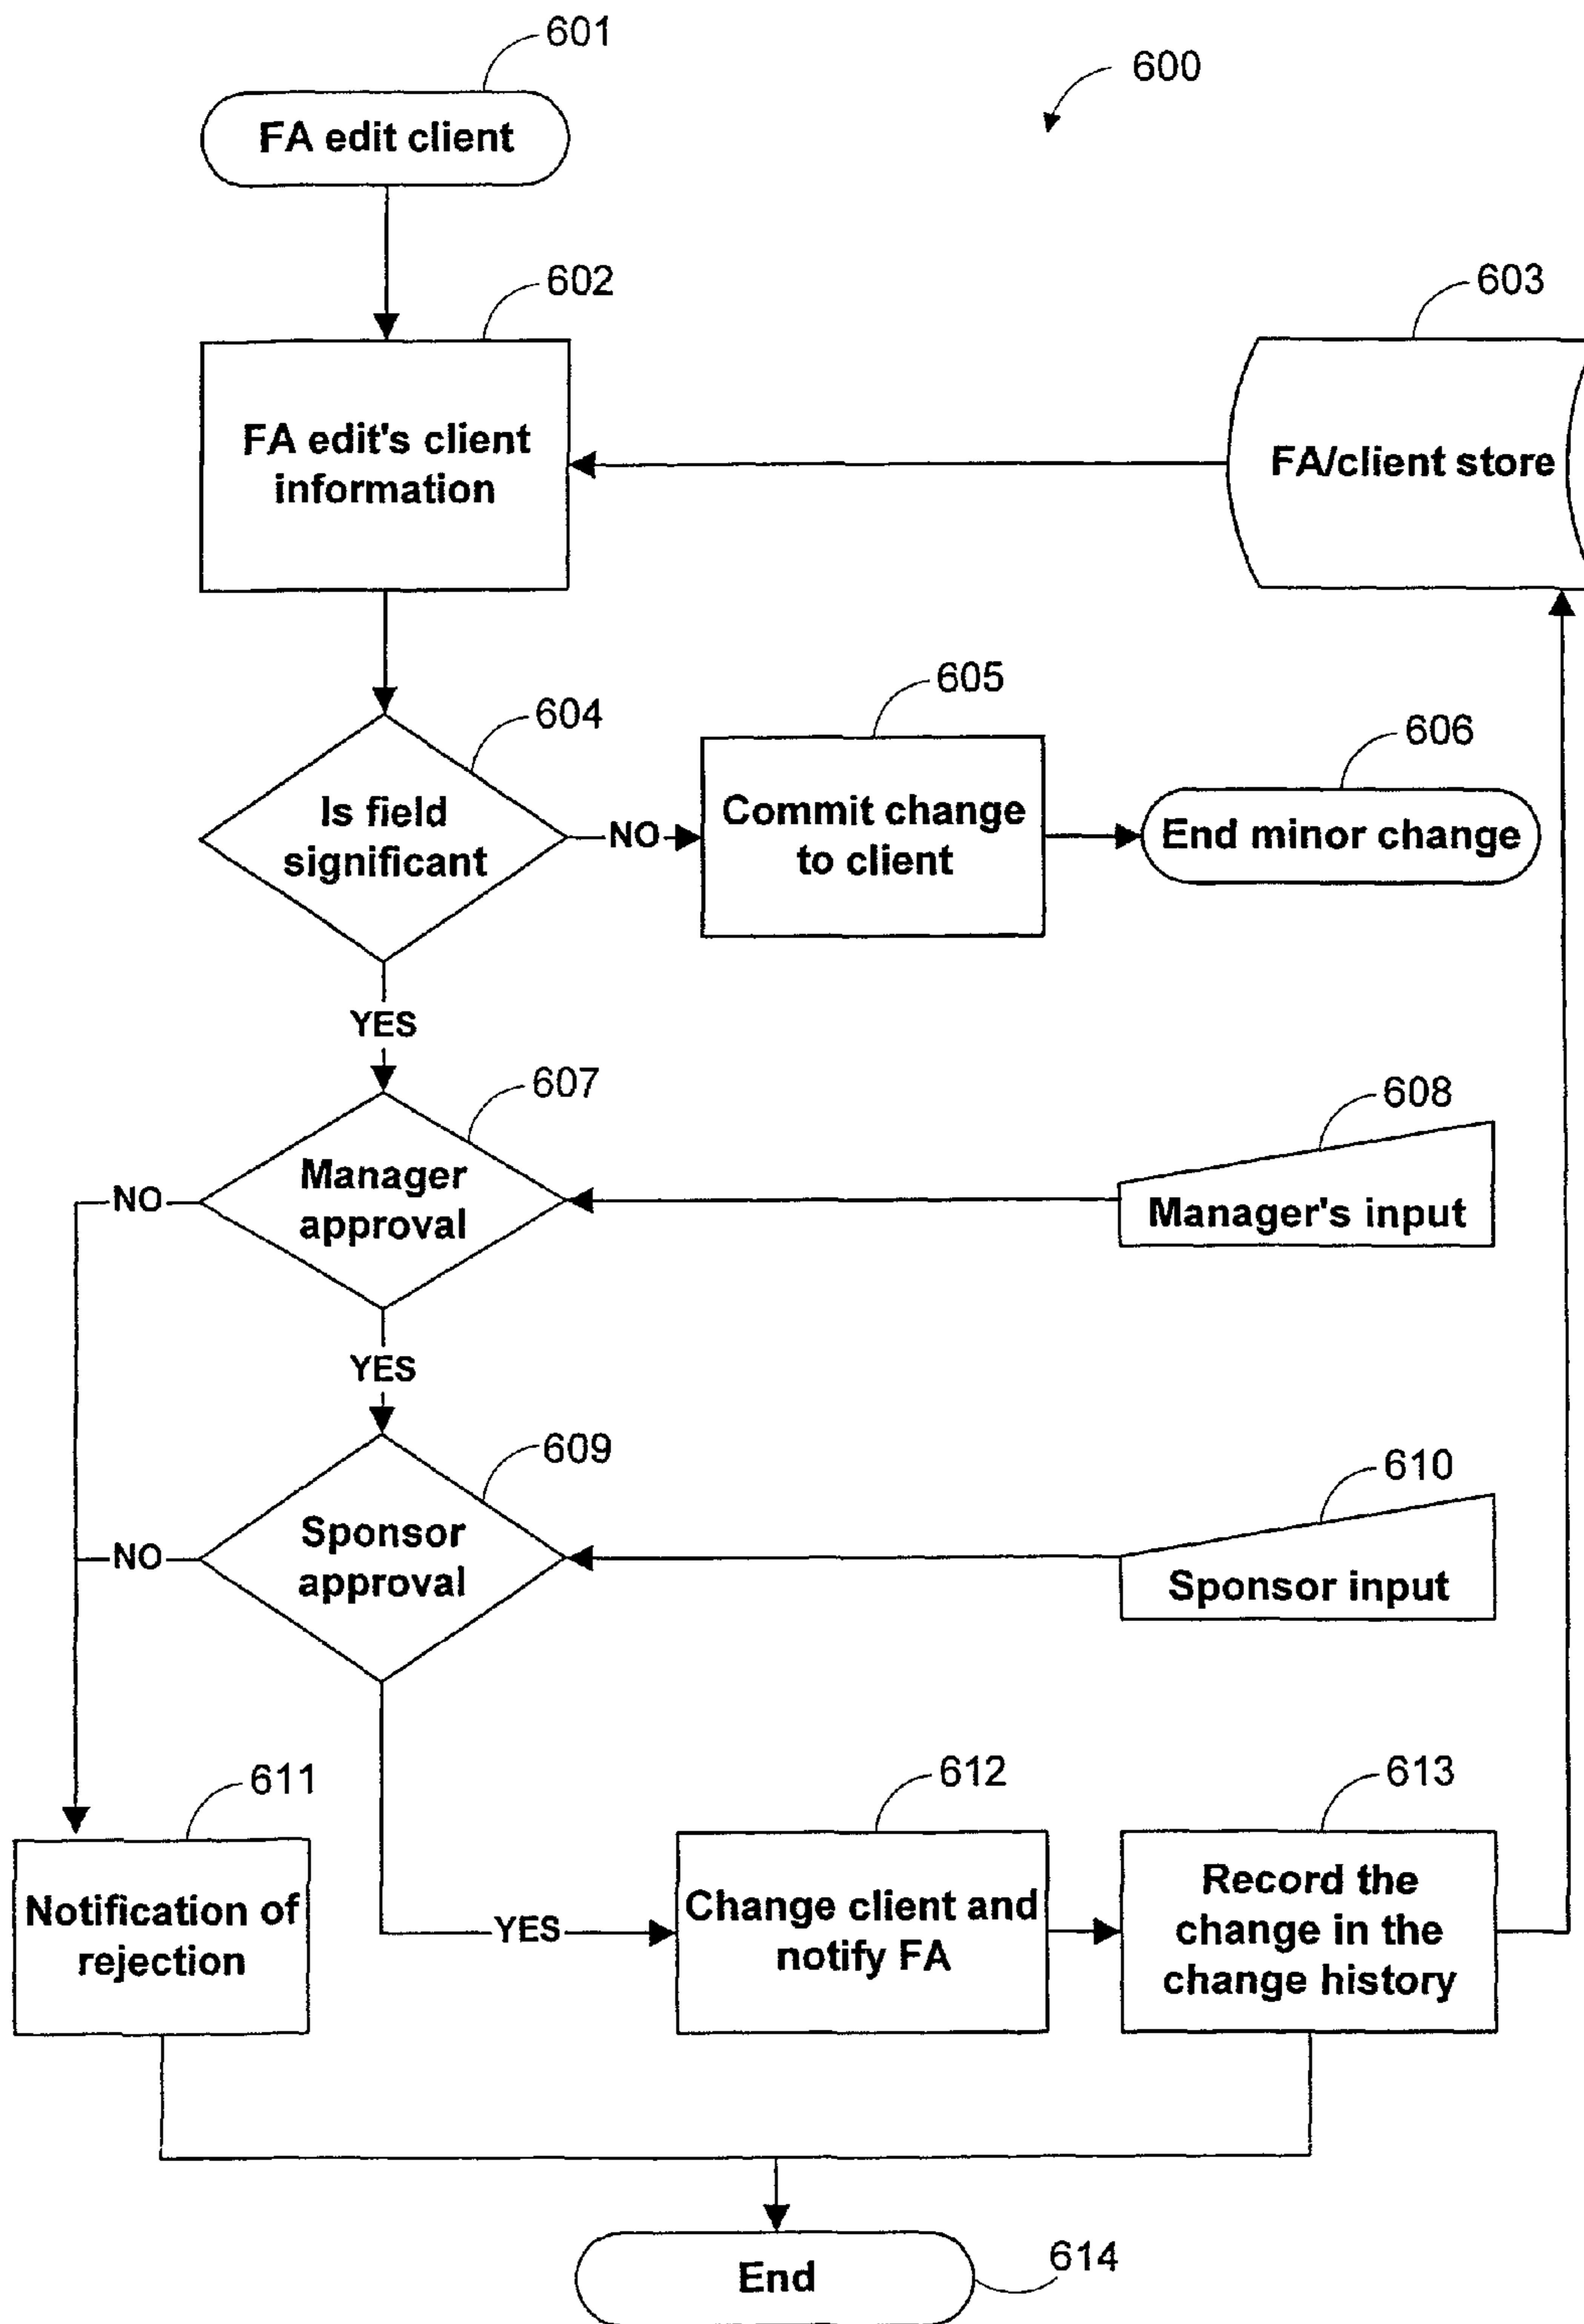 601
600
FA edit client
602
603
FA edit's client
information
FA/client store
604
605
606
Is field
significant
NO
Commit change
to client
End minor change
YES
607
608
Manager
approval
NO
Manager's input
YES
609
610
Sponsor
approval
NO
Sponsor input
611
612
613
Notification of
rejection
YES
Change client and
notify FA
Record the
change in the
change history
End
614